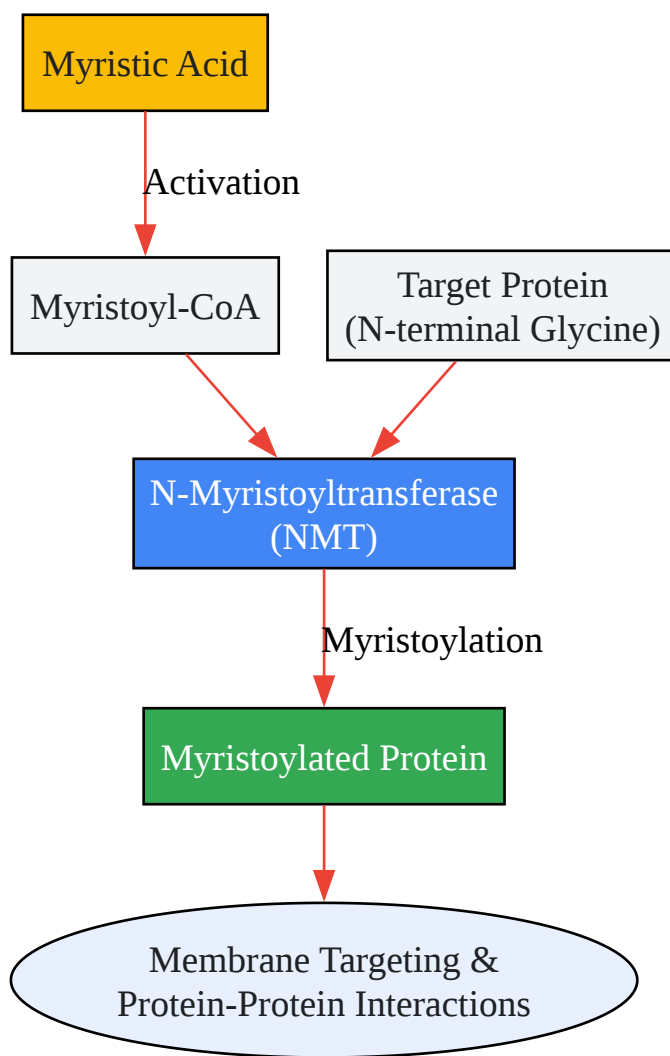 Myristic Acid
Activation
Myristoyl-CoA
Target Protein
(N-terminal Glycine)
N-Myristoyltransferase
(NMT)
Myristoylation
Myristoylated Protein
Membrane Targeting &
Protein-Protein Interactions